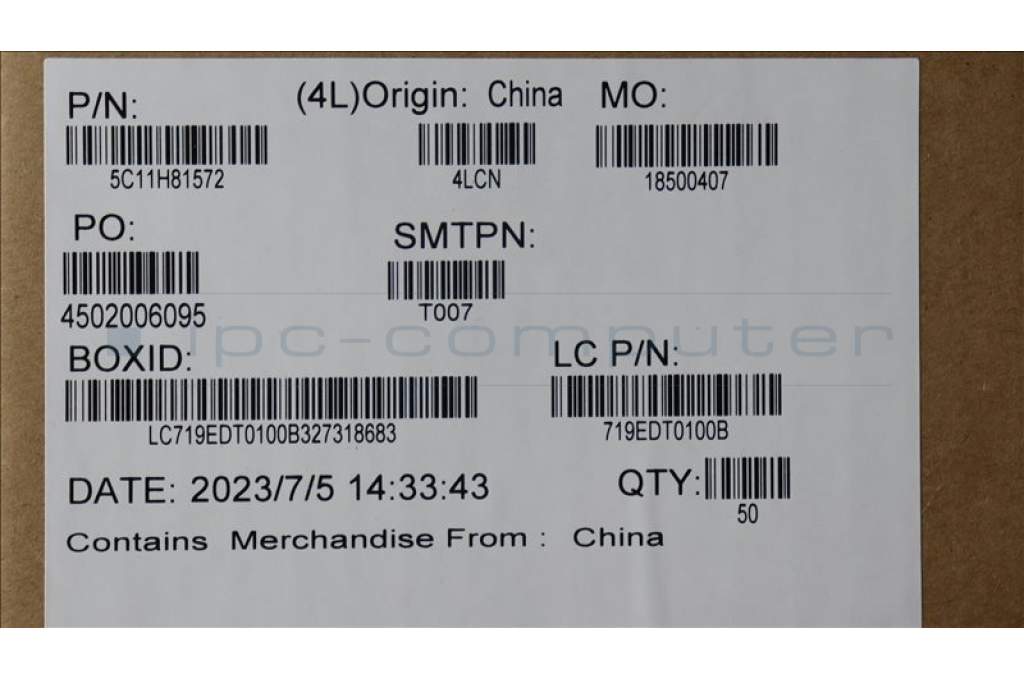 P/N: (4L)Origin: China MO:
5C11H81572 4LCN 18500407
PO: SMTPN:
4502006095 T007
ipc-computer
BOXID: LC P/N:
LC719EDT0100B327318683 719EDT0100B
DATE: 2023/7/5 14:33:43 QTY:
50
Contains Merchandise From : China